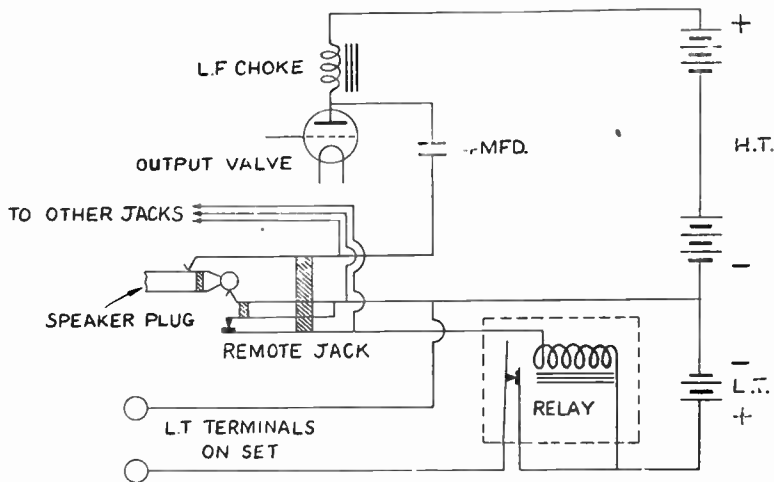 L.F CHOKE
+
OUTPUT VALVE
MFD.
H.T.
TO OTHER JACKS
−
SPEAKER PLUG
REMOTE JACK
−
L.T.
+
RELAY
L.T TERMINALS
ON SET